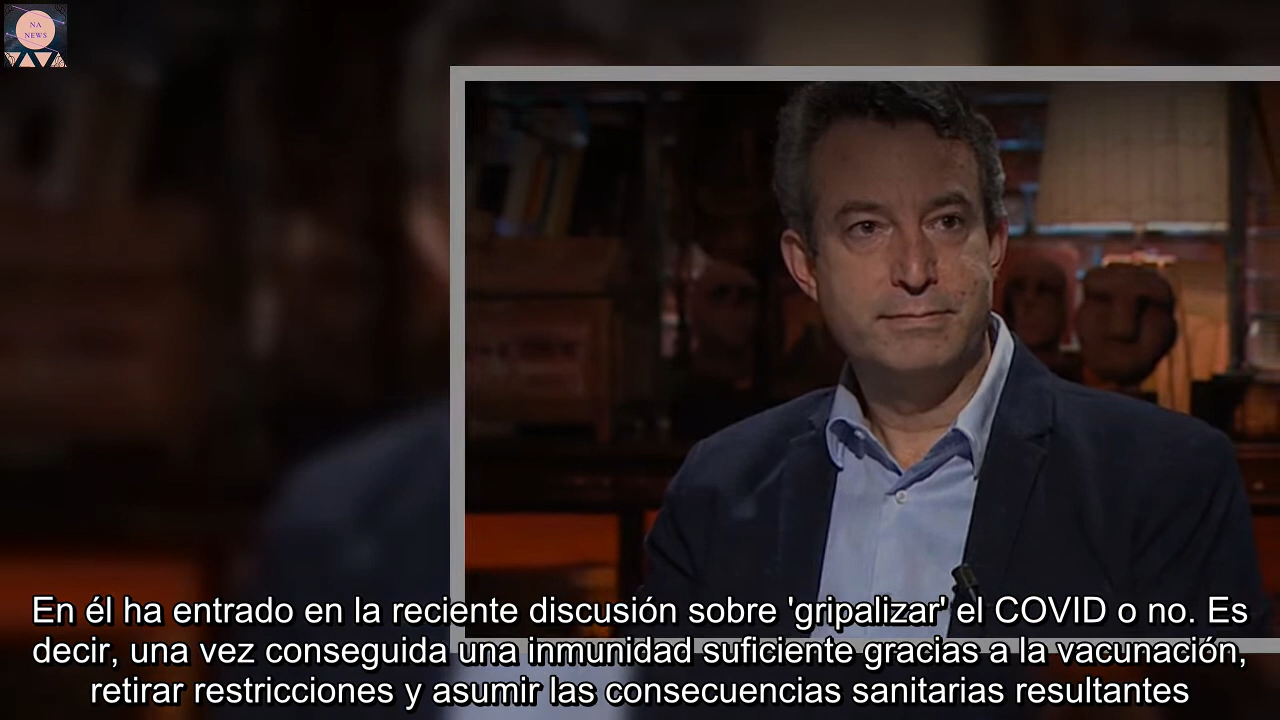 NA
NEWS
En él ha entrado en la reciente discusión sobre 'gripalizar' el COVID o no. Es
decir, una vez conseguida una inmunidad suficiente gracias a la vacunación,
retirar restricciones y asumir las consecuencias sanitarias resultantes